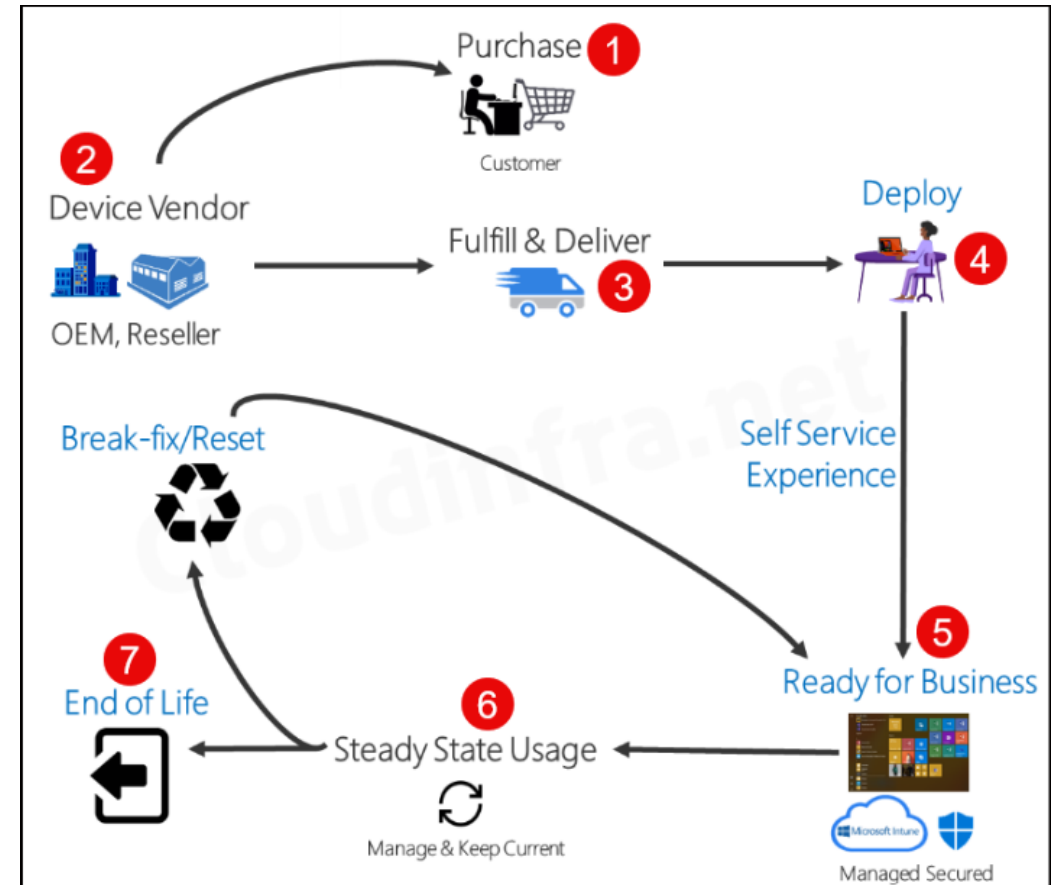 Purchase 1
Customer
2
Device Vendor
OEM, Reseller
Fulfill & Deliver
3
Deploy
4
Self Service
Experience
Break-fix/Reset
5
Ready for Business
Microsoft Intune
Managed Secured
6
Steady State Usage
Manage & Keep Current
7
End of Life
Cloudinfra.net